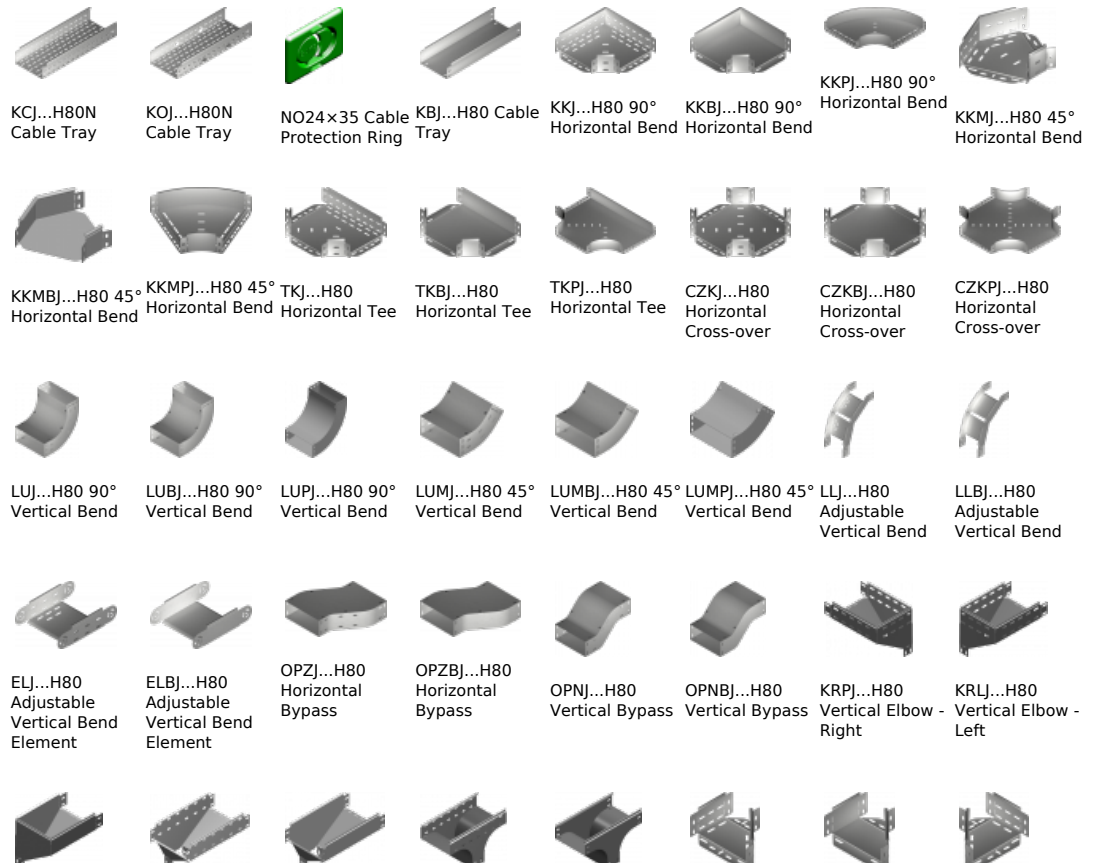 KCJ...H80N
Cable Tray
KOJ...H80N
Cable Tray
NO24×35 Cable
Protection Ring
KBJ...H80 Cable
Tray
KKJ...H80 90°
Horizontal Bend
KKBJ...H80 90°
Horizontal Bend
KKPJ...H80 90°
Horizontal Bend
KKMJ...H80 45°
Horizontal Bend
KKMBJ...H80 45°
Horizontal Bend
KKMPJ...H80 45°
Horizontal Bend
TKJ...H80
Horizontal Tee
TKBJ...H80
Horizontal Tee
TKPJ...H80
Horizontal Tee
CZKJ...H80
Horizontal
Cross-over
CZKBJ...H80
Horizontal
Cross-over
CZKPJ...H80
Horizontal
Cross-over
LUJ...H80 90°
Vertical Bend
LUBJ...H80 90°
Vertical Bend
LUPJ...H80 90°
Vertical Bend
LUMJ...H80 45°
Vertical Bend
LUMBJ...H80 45°
Vertical Bend
LUMPJ...H80 45°
Vertical Bend
LLJ...H80
Adjustable
Vertical Bend
LLBJ...H80
Adjustable
Vertical Bend
ELJ...H80
Adjustable
Vertical Bend
Element
ELBJ...H80
Adjustable
Vertical Bend
Element
OPZJ...H80
Horizontal
Bypass
OPZBJ...H80
Horizontal
Bypass
OPNJ...H80
Vertical Bypass
OPNBJ...H80
Vertical Bypass
KRPJ...H80
Vertical Elbow -
Right
KRLJ...H80
Vertical Elbow -
Left